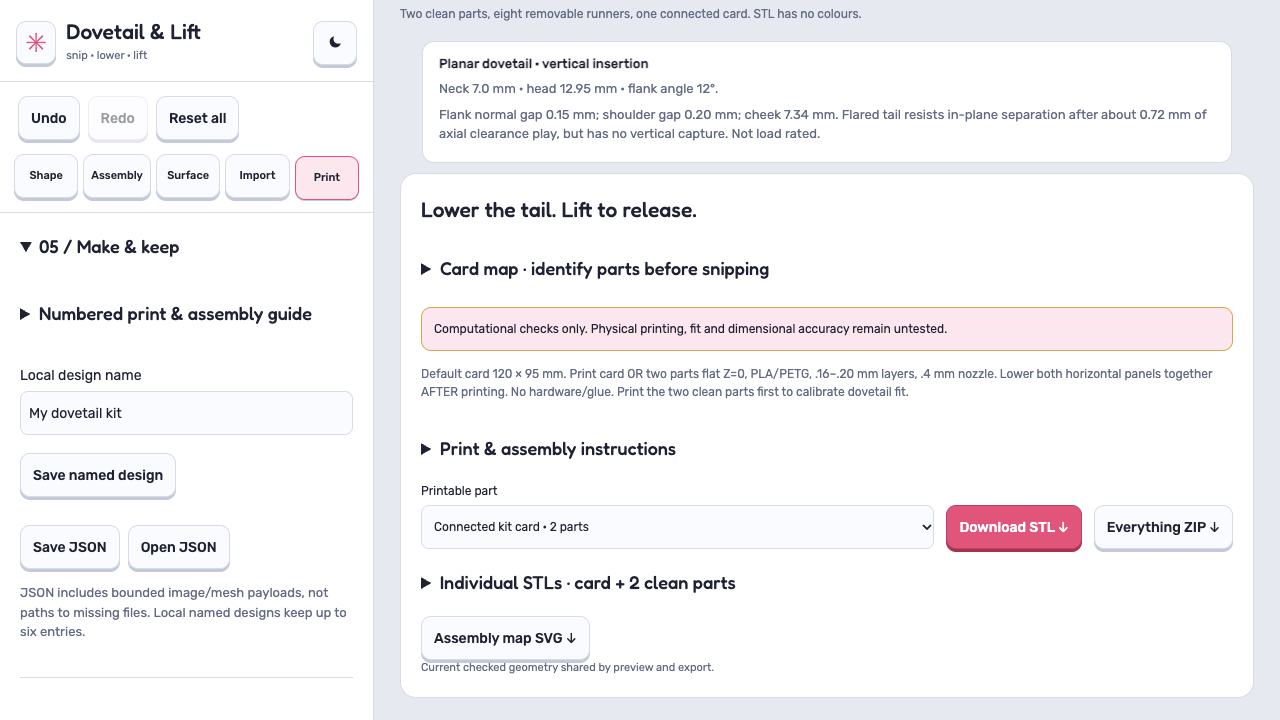 Dovetail & Lift
snip • lower • lift
Undo
Redo
Reset all
Shape
Assembly
Surface
Import
Print
05 / Make & keep
Numbered print & assembly guide
Local design name
My dovetail kit
Save named design
Save JSON
Open JSON
JSON includes bounded image/mesh payloads, not
paths to missing files. Local named designs keep up to
six entries.
Two clean parts, eight removable runners, one connected card. STL has no colours.
Planar dovetail • vertical insertion
Neck 7.0 mm • head 12.95 mm • flank angle 12°.
Flank normal gap 0.15 mm; shoulder gap 0.20 mm; cheek 7.34 mm. Flared tail resists in-plane separation after about 0.72 mm of
axial clearance play, but has no vertical capture. Not load rated.
Lower the tail. Lift to release.
Card map · identify parts before snipping
Computational checks only. Physical printing, fit and dimensional accuracy remain untested.
Default card 120 × 95 mm. Print card OR two parts flat Z=0, PLA/PETG, .16–.20 mm layers, .4 mm nozzle. Lower both horizontal panels together
AFTER printing. No hardware/glue. Print the two clean parts first to calibrate dovetail fit.
Print & assembly instructions
Printable part
Connected kit card • 2 parts
Download STL ↓
Everything ZIP ↓
Individual STLs · card + 2 clean parts
Assembly map SVG ↓
Current checked geometry shared by preview and export.